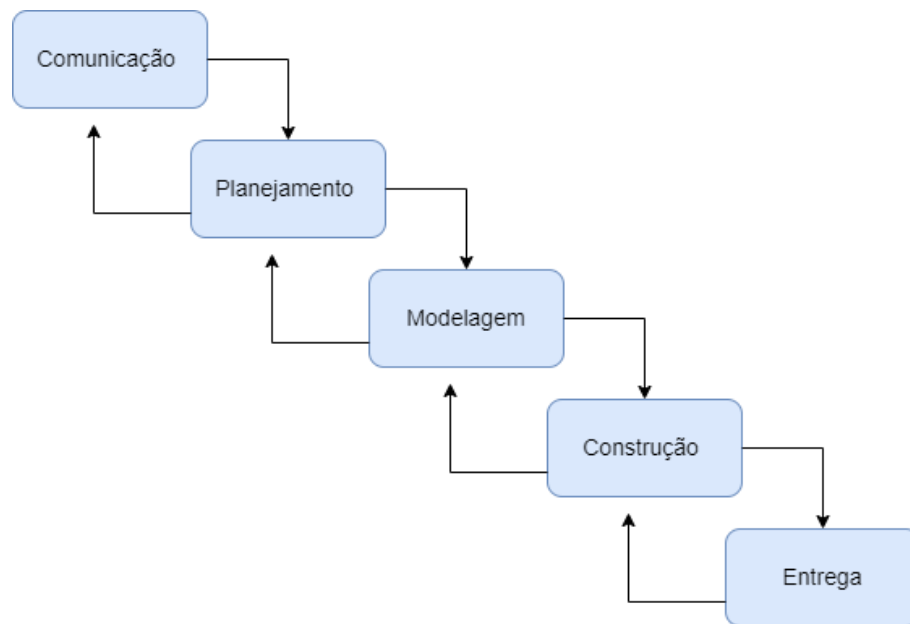 Comunicação
Planejamento
Modelagem
Construção
Entrega